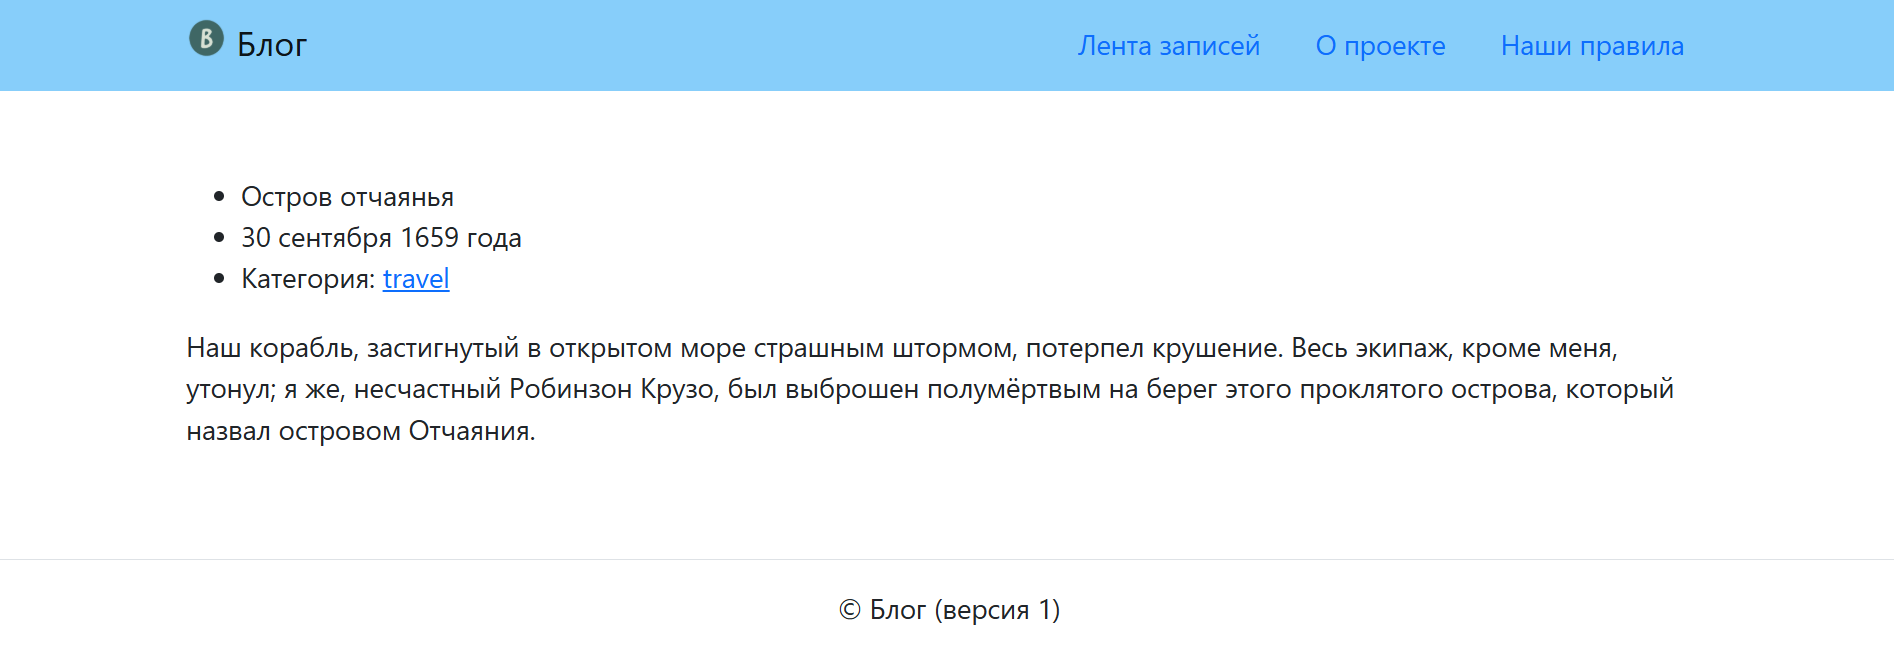 B Блог
Лента записей О проекте Наши правила
Остров отчаянья
30 сентября 1659 года
Категория: travel
Наш корабль, застигнутый в открытом море страшным штормом, потерпел крушение. Весь экипаж, кроме меня,
утонул; я же, несчастный Робинзон Крузо, был выброшен полумёртвым на берег этого проклятого острова, который
назвал островом Отчаяния.
© Блог (версия 1)